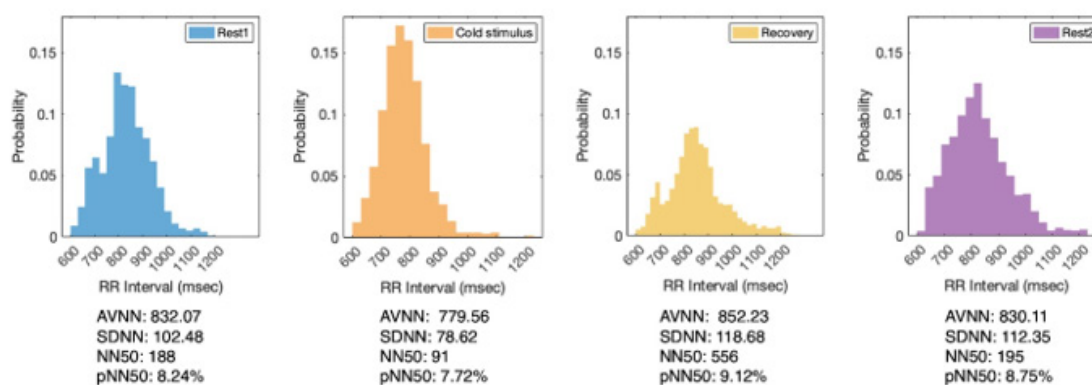 Rest1
Probability
0.15
0.1
0.05
0
600 700 800 900 1000 1100 1200
RR Interval (msec)
AVNN: 832.07
SDNN: 102.48
NN50: 188
pNN50: 8.24%
Cold stimulus
Probability
0.15
0.1
0.05
0
600 700 800 900 1000 1100 1200
RR Interval (msec)
AVNN: 779.56
SDNN: 78.62
NN50: 91
pNN50: 7.72%
Recovery
Probability
0.15
0.1
0.05
0
600 700 800 900 1000 1100 1200
RR Interval (msec)
AVNN: 852.23
SDNN: 118.68
NN50: 556
pNN50: 9.12%
Rest2
Probability
0.15
0.1
0.05
0
600 700 800 900 1000 1100 1200
RR Interval (msec)
AVNN: 830.11
SDNN: 112.35
NN50: 195
pNN50: 8.75%